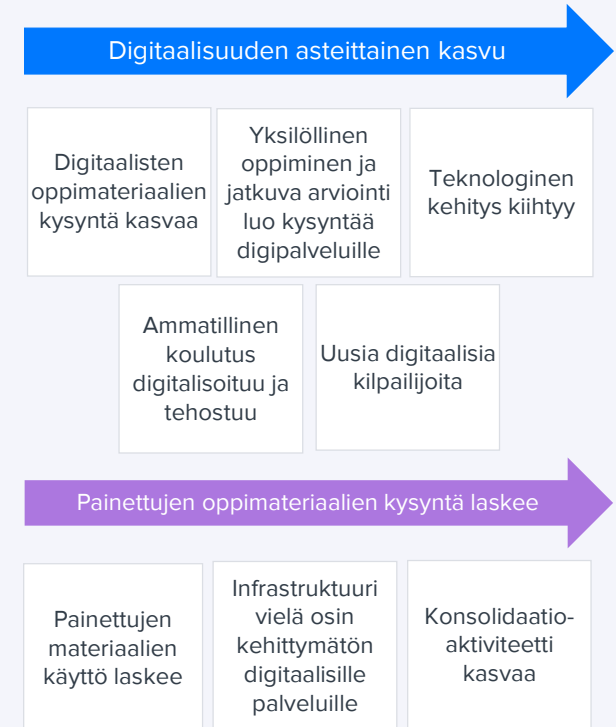 Digitaalisuuden asteittainen kasvu
Digitaalisten
oppimateriaalien
kysyntä kasvaa
Yksilöllinen
oppiminen ja
jatkuva arviointi
luo kysyntää
digipalveluille
Teknologinen
kehitys kiihtyy
Ammatillinen
koulutus
digitalisoituu ja
tehostuu
Uusia digitaalisia
kilpailijoita
Painettujen oppimateriaalien kysyntä laskee
Painettujen
materiaalien
käyttö laskee
Infrastruktuuri
vielä osin
kehittymätön
digitaalisille
palveluille
Konsolidaatio-
aktiviteetti
kasvaa